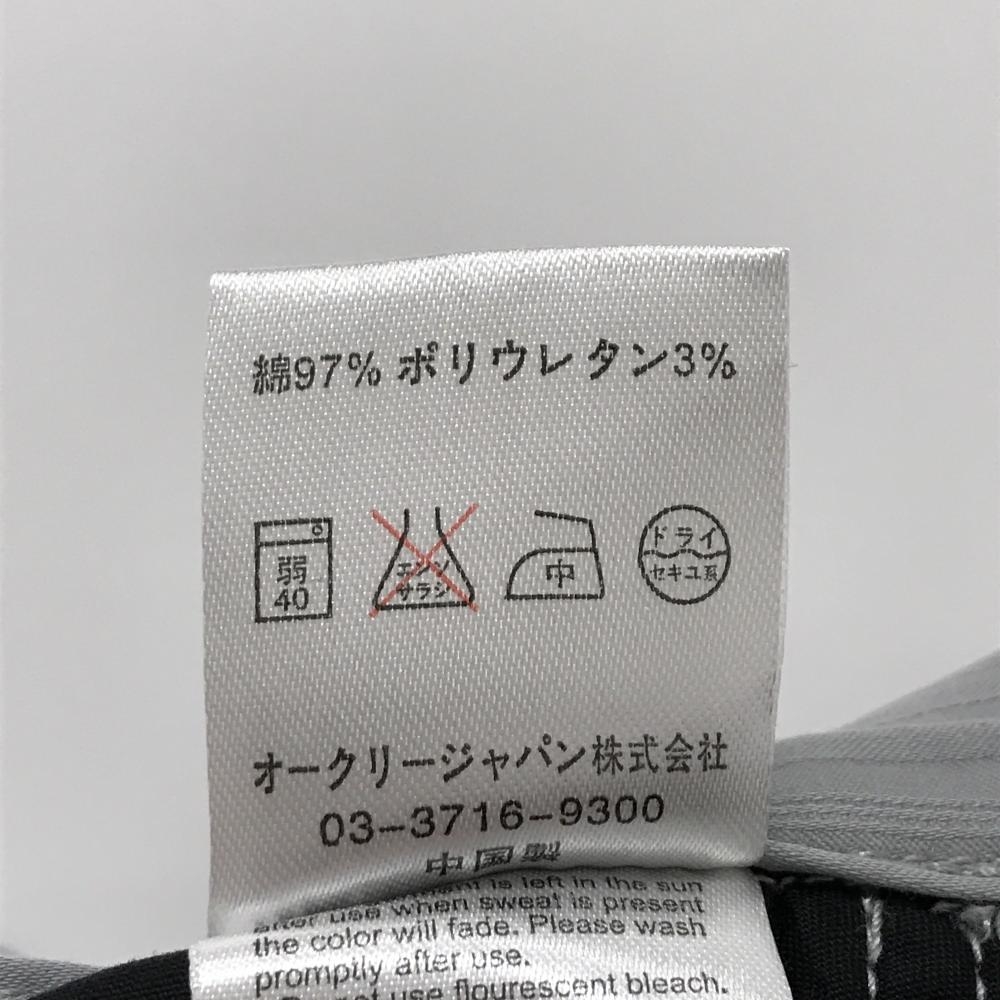 綿97% ポリウレタン3%
弱
40
エンソ
サラシ
中
ドライ
セキユ系
オークリージャパン株式会社
03-3716-9300
中国製
is left in the sun
after use when sweat is present
the color will fade. Please wash
promptly after use.
not use flourescent bleach.